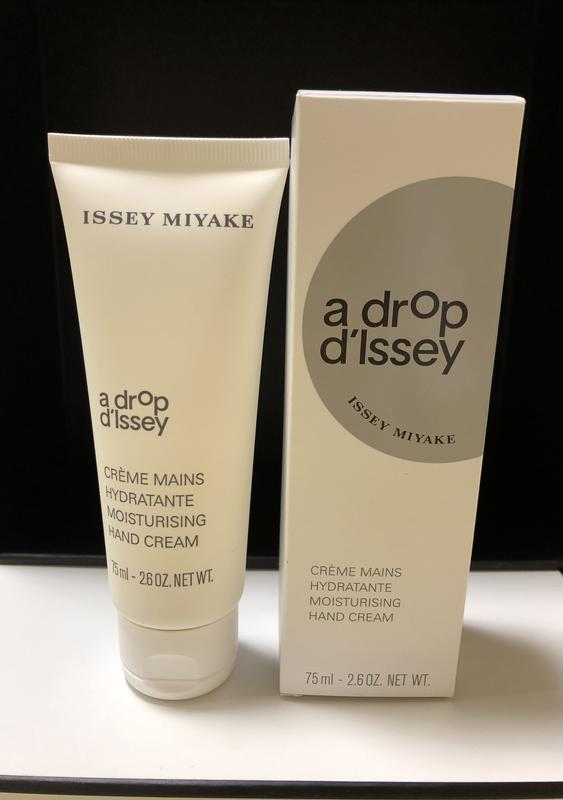 ISSEY MIYAKE
a drop
d'Issey
CRÈME MAINS
HYDRATANTE
MOISTURISING
HAND CREAM
75 ml - 2.6 OZ. NET WT.
a drop
d'Issey
ISSEY MIYAKE
CRÈME MAINS
HYDRATANTE
MOISTURISING
HAND CREAM
75 ml - 2.6 OZ. NET WT.